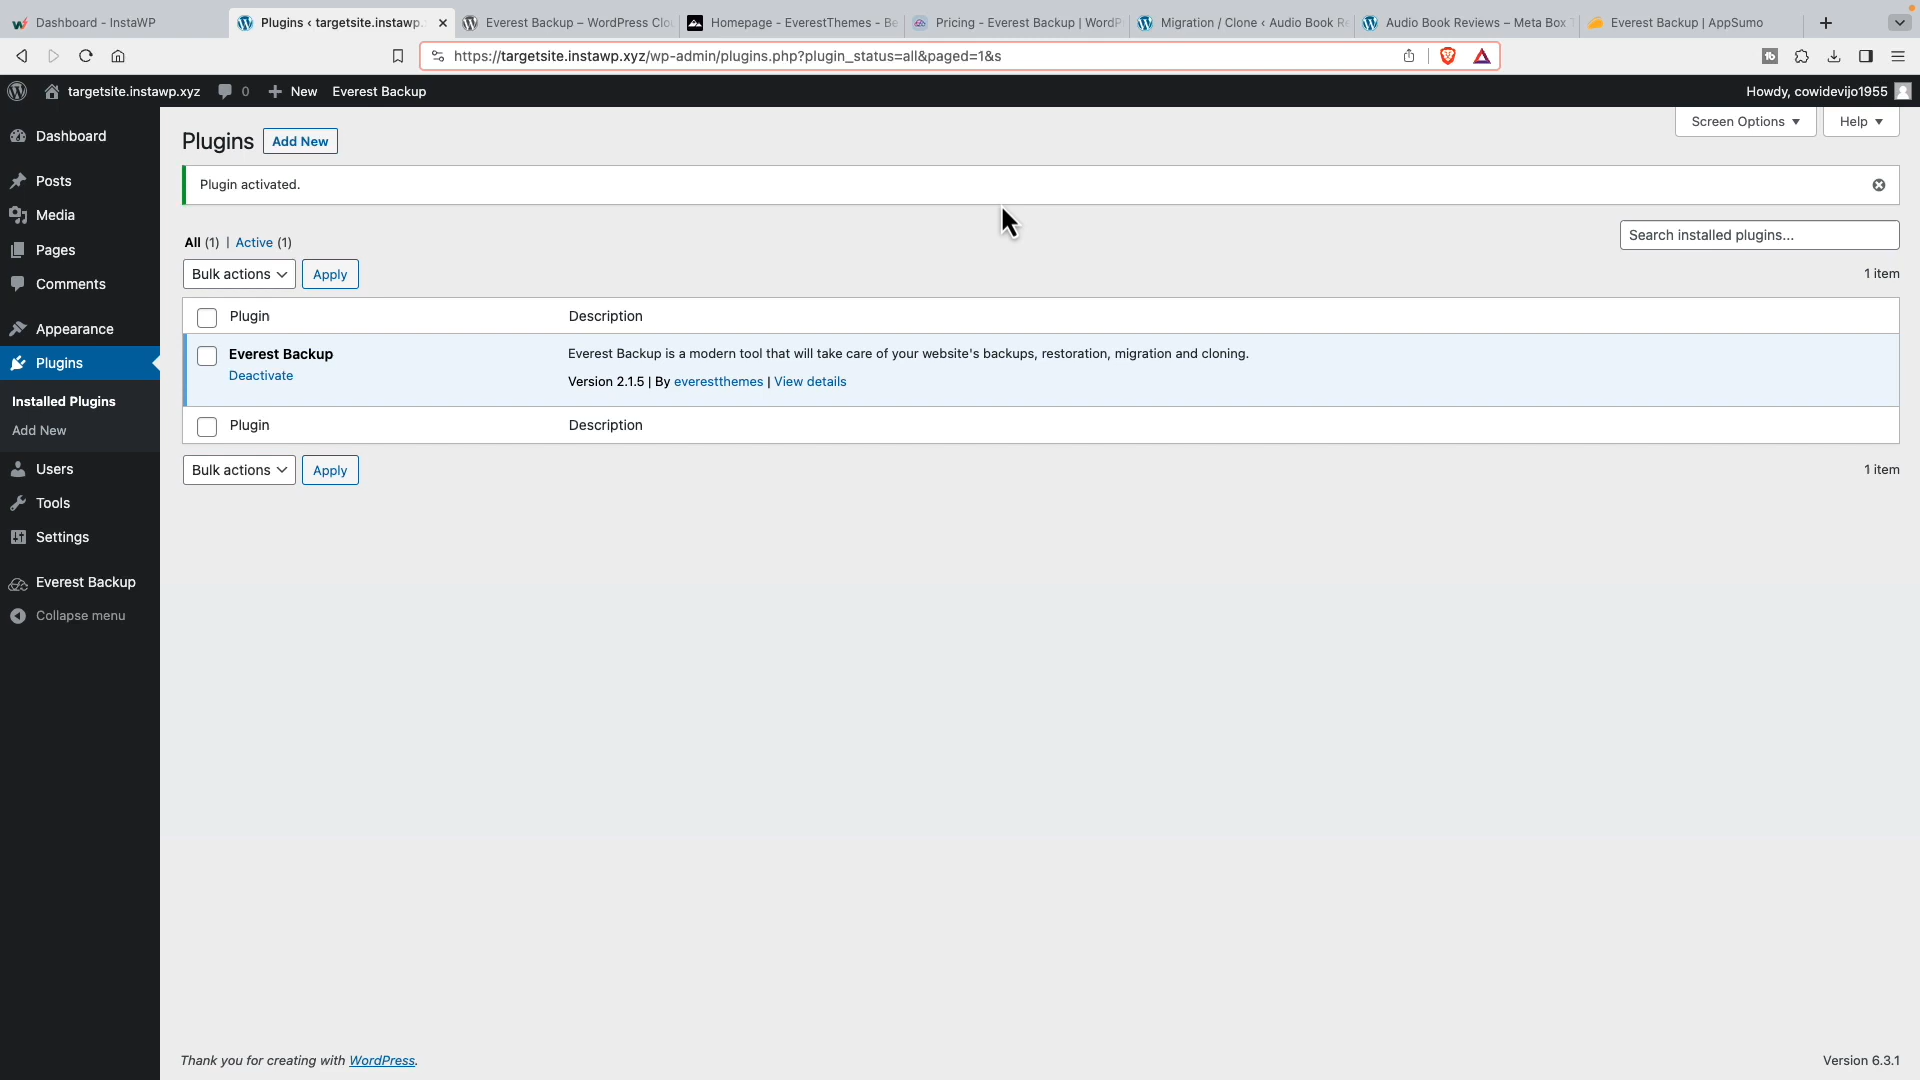 Dashboard - InstaWP
Plugins ‹ targetsite.instawp.
Everest Backup – WordPress Clo
Homepage - EverestThemes - Be
Pricing - Everest Backup | WordP
Migration / Clone ‹ Audio Book R
Audio Book Reviews – Meta Box T
Everest Backup | AppSumo
https://targetsite.instawp.xyz/wp-admin/plugins.php?plugin_status=all&paged=1&s
targetsite.instawp.xyz
0
New
Everest Backup
Howdy, cowidevijo1955
Dashboard
Posts
Media
Pages
Comments
Appearance
Plugins
Installed Plugins
Add New
Users
Tools
Settings
Everest Backup
Collapse menu
Screen Options
Help
Plugins
Add New
Plugin activated.
All (1) | Active (1)
Search installed plugins...
Bulk actions
Apply
1 item
Plugin
Description
Everest Backup
Deactivate
Everest Backup is a modern tool that will take care of your website's backups, restoration, migration and cloning.
Version 2.1.5 | By everestthemes | View details
Plugin
Description
Bulk actions
Apply
1 item
Thank you for creating with WordPress.
Version 6.3.1